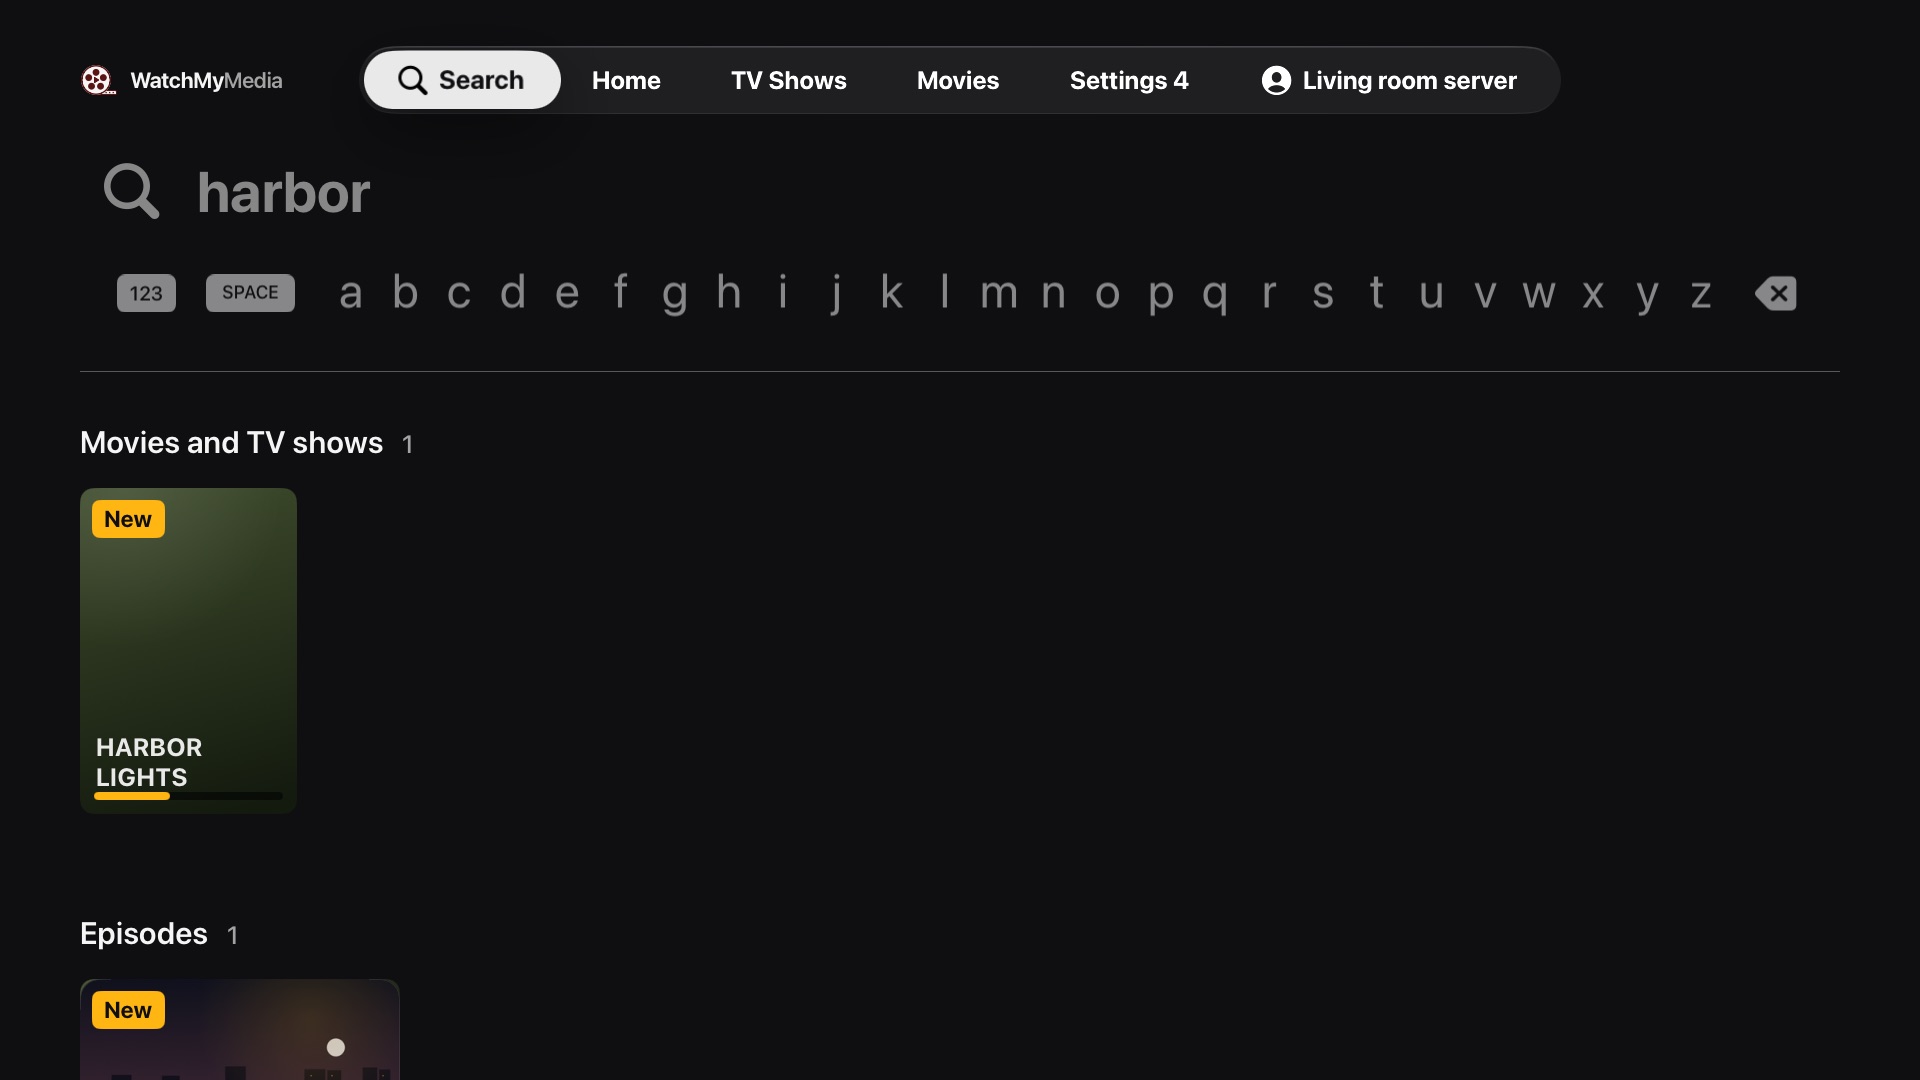 WatchMyMedia
Search Home TV Shows Movies Settings 4 Living room server
harbor
123 SPACE a b c d e f g h i j k l m n o p q r s t u v w x y z
Movies and TV shows 1
New
HARBOR
LIGHTS
Episodes 1
New